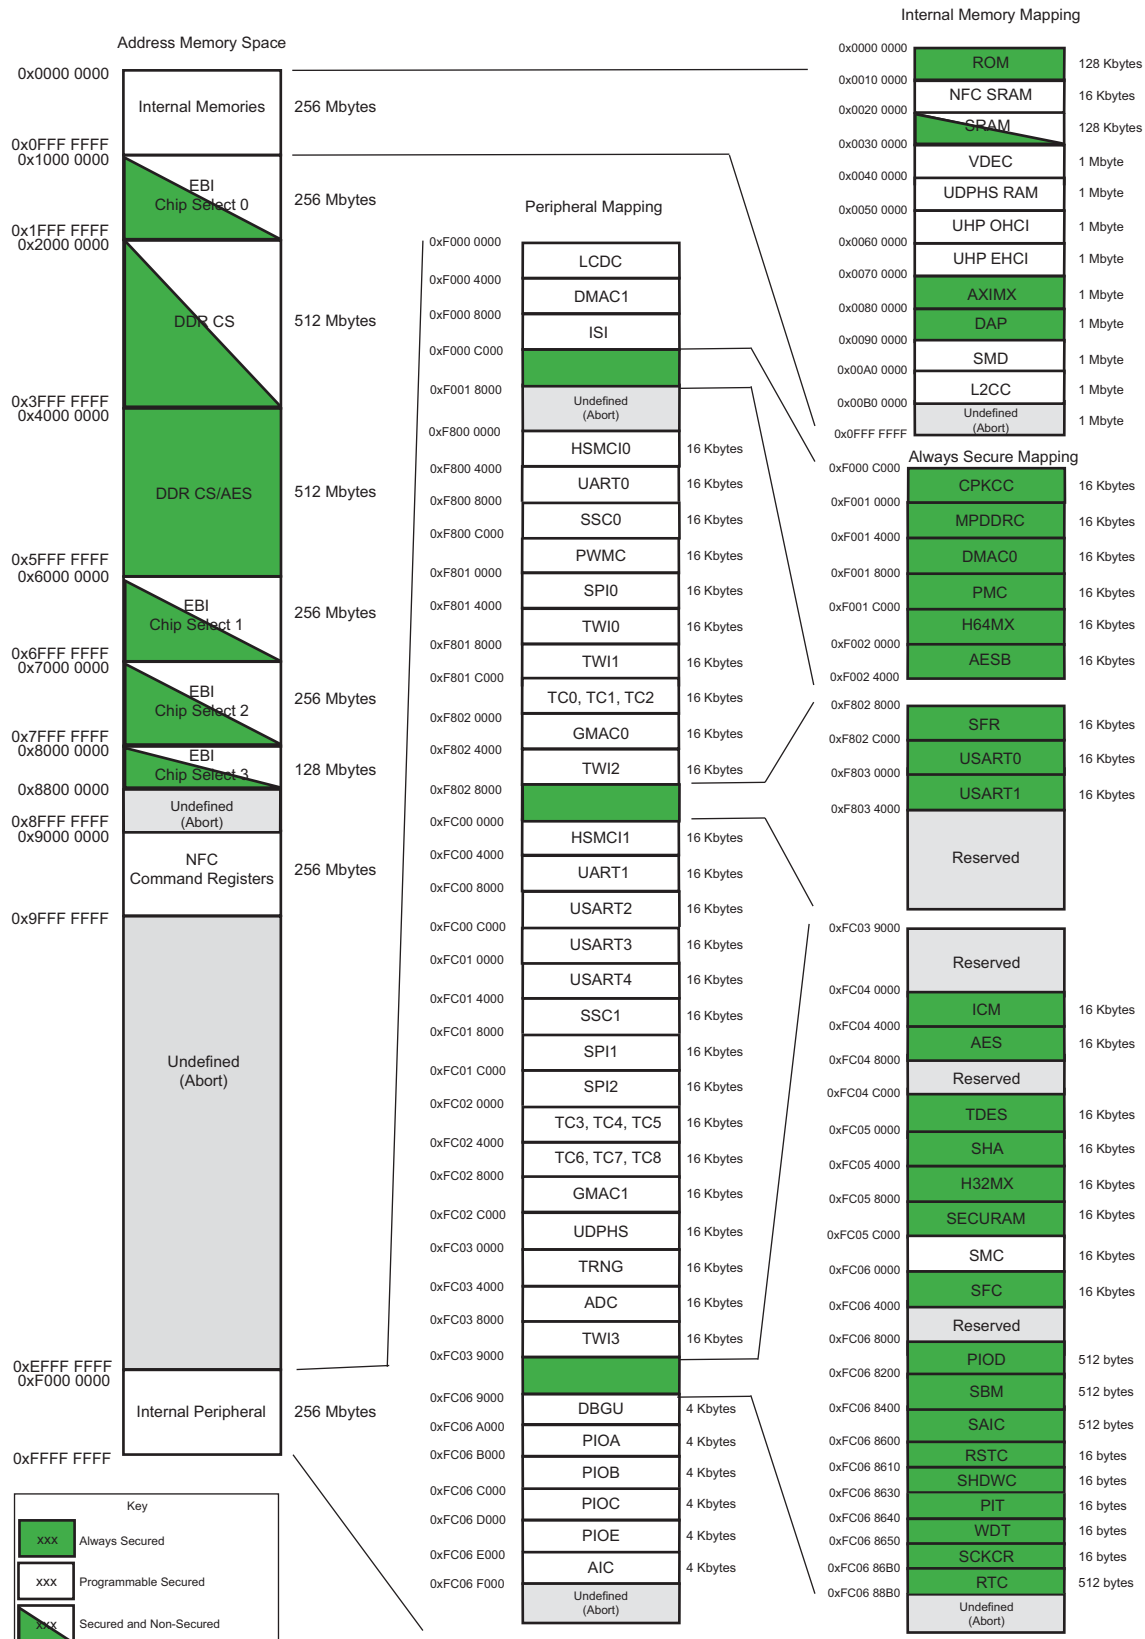 Address Memory Space
0x0000 0000
Internal Memories
256 Mbytes
0x0FFF FFFF
0x1000 0000
EBI
Chip Select 0
256 Mbytes
0x1FFF FFFF
0x2000 0000
DDR CS
512 Mbytes
0x3FFF FFFF
0x4000 0000
DDR CS/AES
512 Mbytes
0x5FFF FFFF
0x6000 0000
EBI
Chip Select 1
256 Mbytes
0x6FFF FFFF
0x7000 0000
EBI
Chip Select 2
256 Mbytes
0x7FFF FFFF
0x8000 0000
EBI
Chip Select 3
128 Mbytes
0x8800 0000
Undefined
(Abort)
0x8FFF FFFF
0x9000 0000
NFC
Command Registers
256 Mbytes
0x9FFF FFFF
Undefined
(Abort)
0xEFFF FFFF
0xF000 0000
Internal Peripheral
256 Mbytes
0xFFFF FFFF
Key
xxx Always Secured
xxx Programmable Secured
xxx Secured and Non-Secured
Peripheral Mapping
0xF000 0000
LCDC
0xF000 4000
DMAC1
0xF000 8000
ISI
0xF000 C000
0xF001 8000
Undefined
(Abort)
0xF800 0000
HSMCI0 16 Kbytes
0xF800 4000
UART0 16 Kbytes
0xF800 8000
SSC0 16 Kbytes
0xF800 C000
PWMC 16 Kbytes
0xF801 0000
SPI0 16 Kbytes
0xF801 4000
TWI0 16 Kbytes
0xF801 8000
TWI1 16 Kbytes
0xF801 C000
TC0, TC1, TC2 16 Kbytes
0xF802 0000
GMAC0 16 Kbytes
0xF802 4000
TWI2 16 Kbytes
0xF802 8000
0xFC00 0000
HSMCI1 16 Kbytes
0xFC00 4000
UART1 16 Kbytes
0xFC00 8000
USART2 16 Kbytes
0xFC00 C000
USART3 16 Kbytes
0xFC01 0000
USART4 16 Kbytes
0xFC01 4000
SSC1 16 Kbytes
0xFC01 8000
SPI1 16 Kbytes
0xFC01 C000
SPI2 16 Kbytes
0xFC02 0000
TC3, TC4, TC5 16 Kbytes
0xFC02 4000
TC6, TC7, TC8 16 Kbytes
0xFC02 8000
GMAC1 16 Kbytes
0xFC02 C000
UDPHS 16 Kbytes
0xFC03 0000
TRNG 16 Kbytes
0xFC03 4000
ADC 16 Kbytes
0xFC03 8000
TWI3 16 Kbytes
0xFC03 9000
0xFC06 9000
DBGU 4 Kbytes
0xFC06 A000
PIOA 4 Kbytes
0xFC06 B000
PIOB 4 Kbytes
0xFC06 C000
PIOC 4 Kbytes
0xFC06 D000
PIOE 4 Kbytes
0xFC06 E000
AIC 4 Kbytes
0xFC06 F000
Undefined
(Abort)
Internal Memory Mapping
0x0000 0000
ROM 128 Kbytes
0x0010 0000
NFC SRAM 16 Kbytes
0x0020 0000
SRAM 128 Kbytes
0x0030 0000
VDEC 1 Mbyte
0x0040 0000
UDPHS RAM 1 Mbyte
0x0050 0000
UHP OHCI 1 Mbyte
0x0060 0000
UHP EHCI 1 Mbyte
0x0070 0000
AXIMX 1 Mbyte
0x0080 0000
DAP 1 Mbyte
0x0090 0000
SMD 1 Mbyte
0x00A0 0000
L2CC 1 Mbyte
0x00B0 0000
Undefined
(Abort)
1 Mbyte
0x0FFF FFFF
Always Secure Mapping
0xF000 C000
CPKCC 16 Kbytes
0xF001 0000
MPDDRC 16 Kbytes
0xF001 4000
DMAC0 16 Kbytes
0xF001 8000
PMC 16 Kbytes
0xF001 C000
H64MX 16 Kbytes
0xF002 0000
AESB 16 Kbytes
0xF002 4000
0xF802 8000
SFR 16 Kbytes
0xF802 C000
USART0 16 Kbytes
0xF803 0000
USART1 16 Kbytes
0xF803 4000
Reserved
0xFC03 9000
Reserved
0xFC04 0000
ICM 16 Kbytes
0xFC04 4000
AES 16 Kbytes
0xFC04 8000
Reserved
0xFC04 C000
TDES 16 Kbytes
0xFC05 0000
SHA 16 Kbytes
0xFC05 4000
H32MX 16 Kbytes
0xFC05 8000
SECURAM 16 Kbytes
0xFC05 C000
SMC 16 Kbytes
0xFC06 0000
SFC 16 Kbytes
0xFC06 4000
Reserved
0xFC06 8000
PIOD 512 bytes
0xFC06 8200
SBM 512 bytes
0xFC06 8400
SAIC 512 bytes
0xFC06 8600
RSTC 16 bytes
0xFC06 8610
SHDWC 16 bytes
0xFC06 8630
PIT 16 bytes
0xFC06 8640
WDT 16 bytes
0xFC06 8650
SCKCR 16 bytes
0xFC06 86B0
RTC 512 bytes
0xFC06 88B0
Undefined
(Abort)